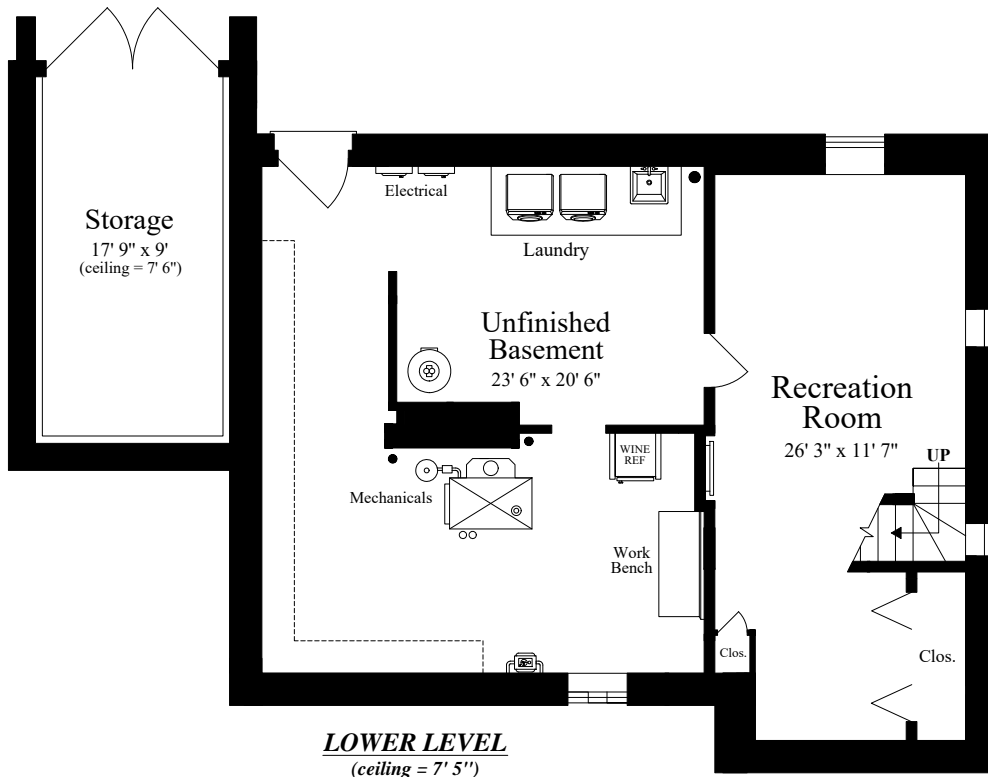 Storage
17' 9" x 9'
(ceiling = 7' 6")
Electrical
Laundry
Unfinished
Basement
23' 6" x 20' 6"
Recreation
Room
26' 3" x 11' 7"
UP
WINE
REF
Mechanicals
Work
Bench
Clos.
Clos.
LOWER LEVEL
(ceiling = 7' 5")